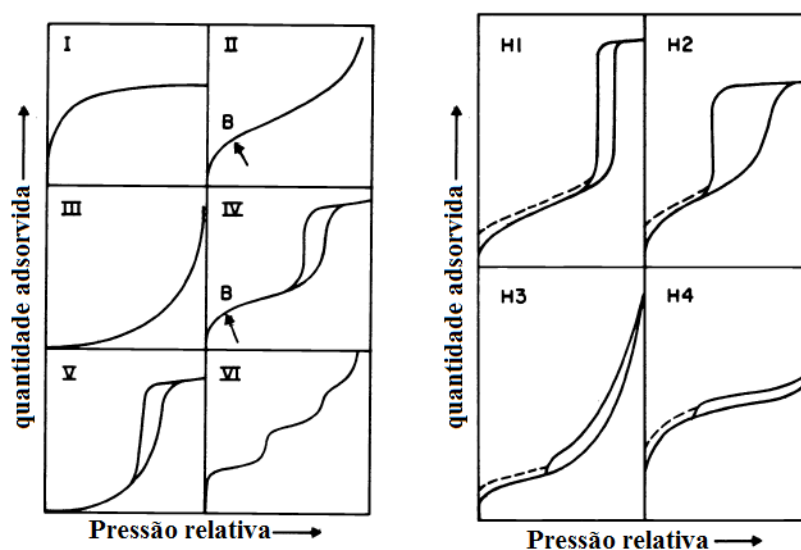 I
II
B
III
IV
B
V
VI
quantidade adsorvida
Pressão relativa
H1
H2
H3
H4
quantidade adsorvida
Pressão relativa